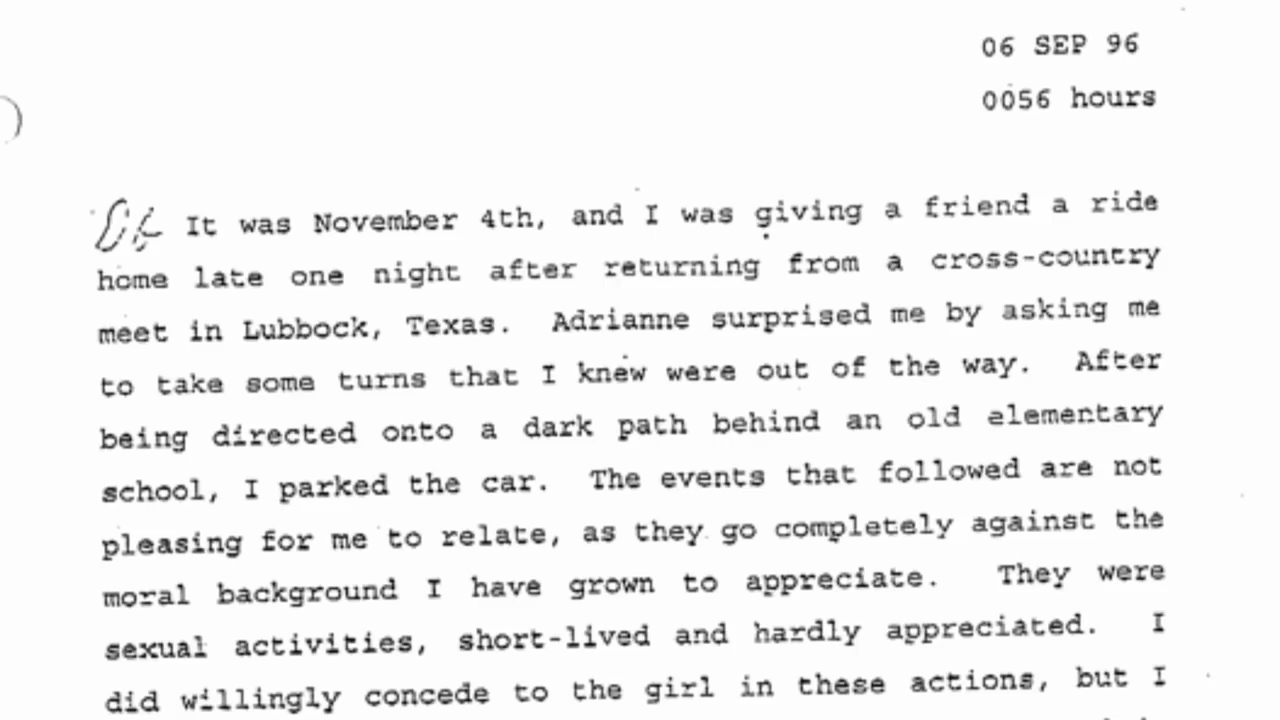 06 SEP 96
0056 hours
It was November 4th, and I was giving a friend a ride
home late one night after returning from a cross-country
meet in Lubbock, Texas. Adrianne surprised me by asking me
to take some turns that I knew were out of the way. After
being directed onto a dark path behind an old elementary
school, I parked the car. The events that followed are not
pleasing for me to relate, as they go completely against the
moral background I have grown to appreciate. They were
sexual activities, short-lived and hardly appreciated. I
did willingly concede to the girl in these actions, but I